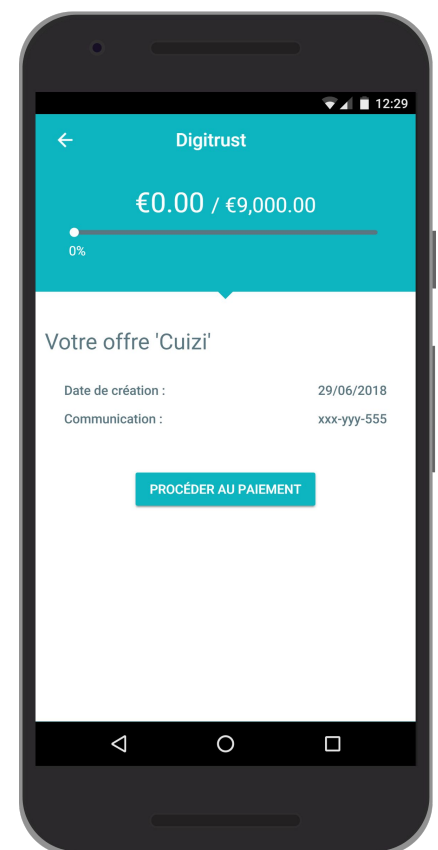 12:29
Digitrust
€0.00 / €9,000.00
0%
Votre offre 'Cuizi'
Date de création : 29/06/2018
Communication : xxx-yyy-555
PROCÉDER AU PAIEMENT